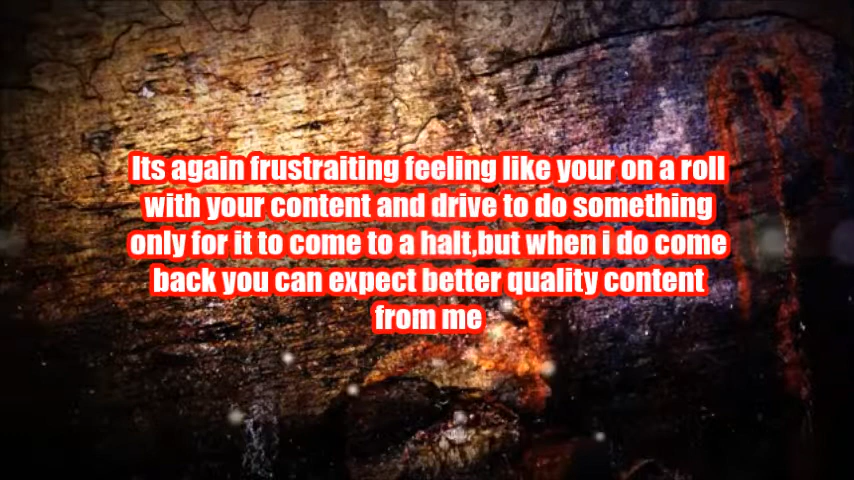 Its again frustraiting feeling like your on a roll
with your content and drive to do something
only for it to come to a halt,but when i do come
back you can expect better quality content
from me